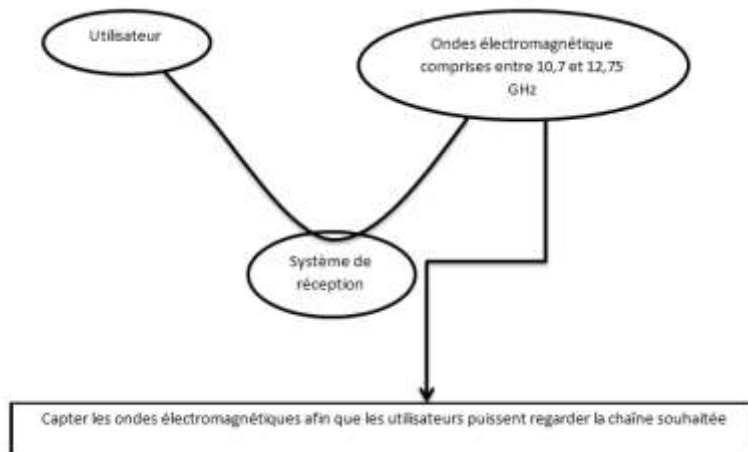 Utilisateur
Ondes électromagnétique
comprises entre 10,7 et 12,75
GHz
Système de
réception
Capter les ondes électromagnétiques afin que les utilisateurs puissent regarder la chaîne souhaitée